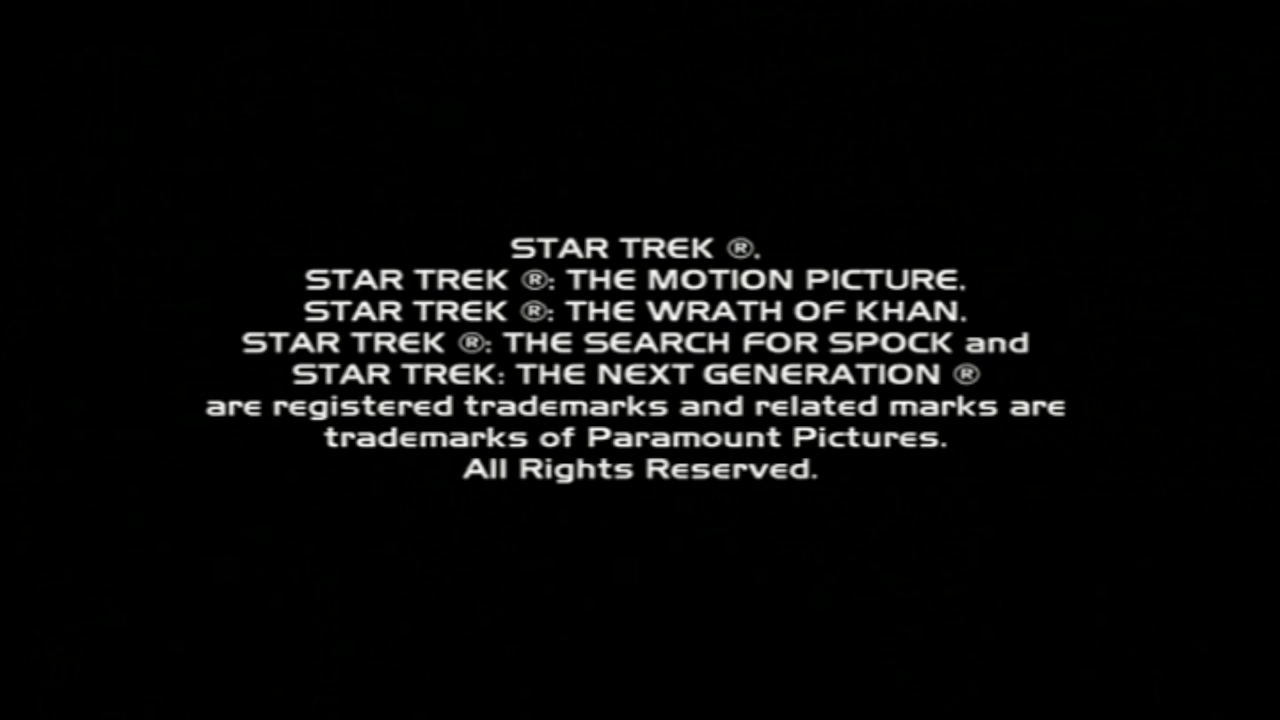 STAR TREK ®.
STAR TREK ®: THE MOTION PICTURE.
STAR TREK ®: THE WRATH OF KHAN.
STAR TREK ®: THE SEARCH FOR SPOCK and
STAR TREK: THE NEXT GENERATION ®
are registered trademarks and related marks are
trademarks of Paramount Pictures.
All Rights Reserved.